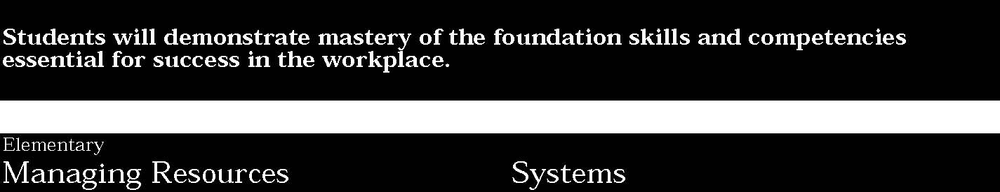 Students will demonstrate mastery of the foundation skills and competencies
essential for success in the workplace.
Elementary
Managing Resources Systems